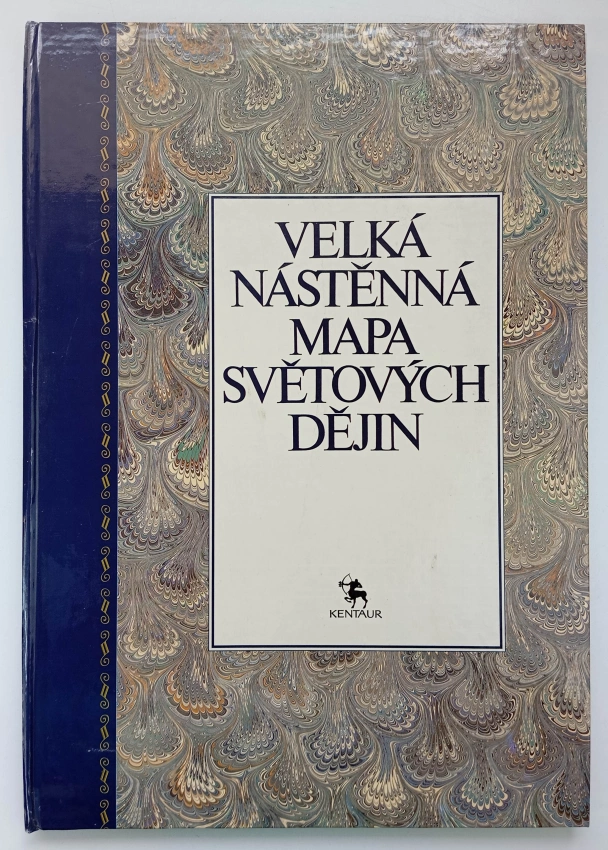 VELKÁ
NÁSTĚNNÁ
MAPA
SVĚTOVÝCH
DĚJIN
KENTAUR